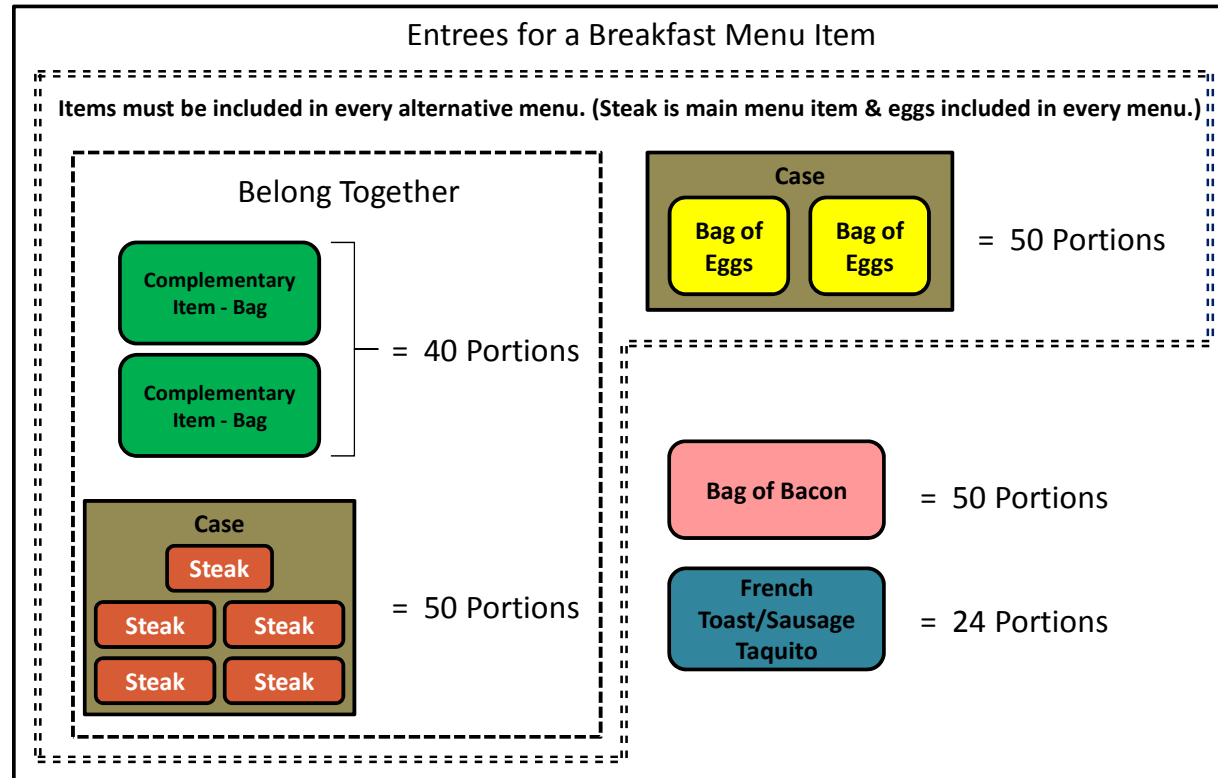 Entrees for a Breakfast Menu Item
Items must be included in every alternative menu. (Steak is main menu item & eggs included in every menu.)
Belong Together
Complementary
Item - Bag
Complementary
Item - Bag
= 40 Portions
Case
Steak
Steak
Steak
Steak
Steak
= 50 Portions
Case
Bag of
Eggs
Bag of
Eggs
= 50 Portions
Bag of Bacon
= 50 Portions
French
Toast/Sausage
Taquito
= 24 Portions